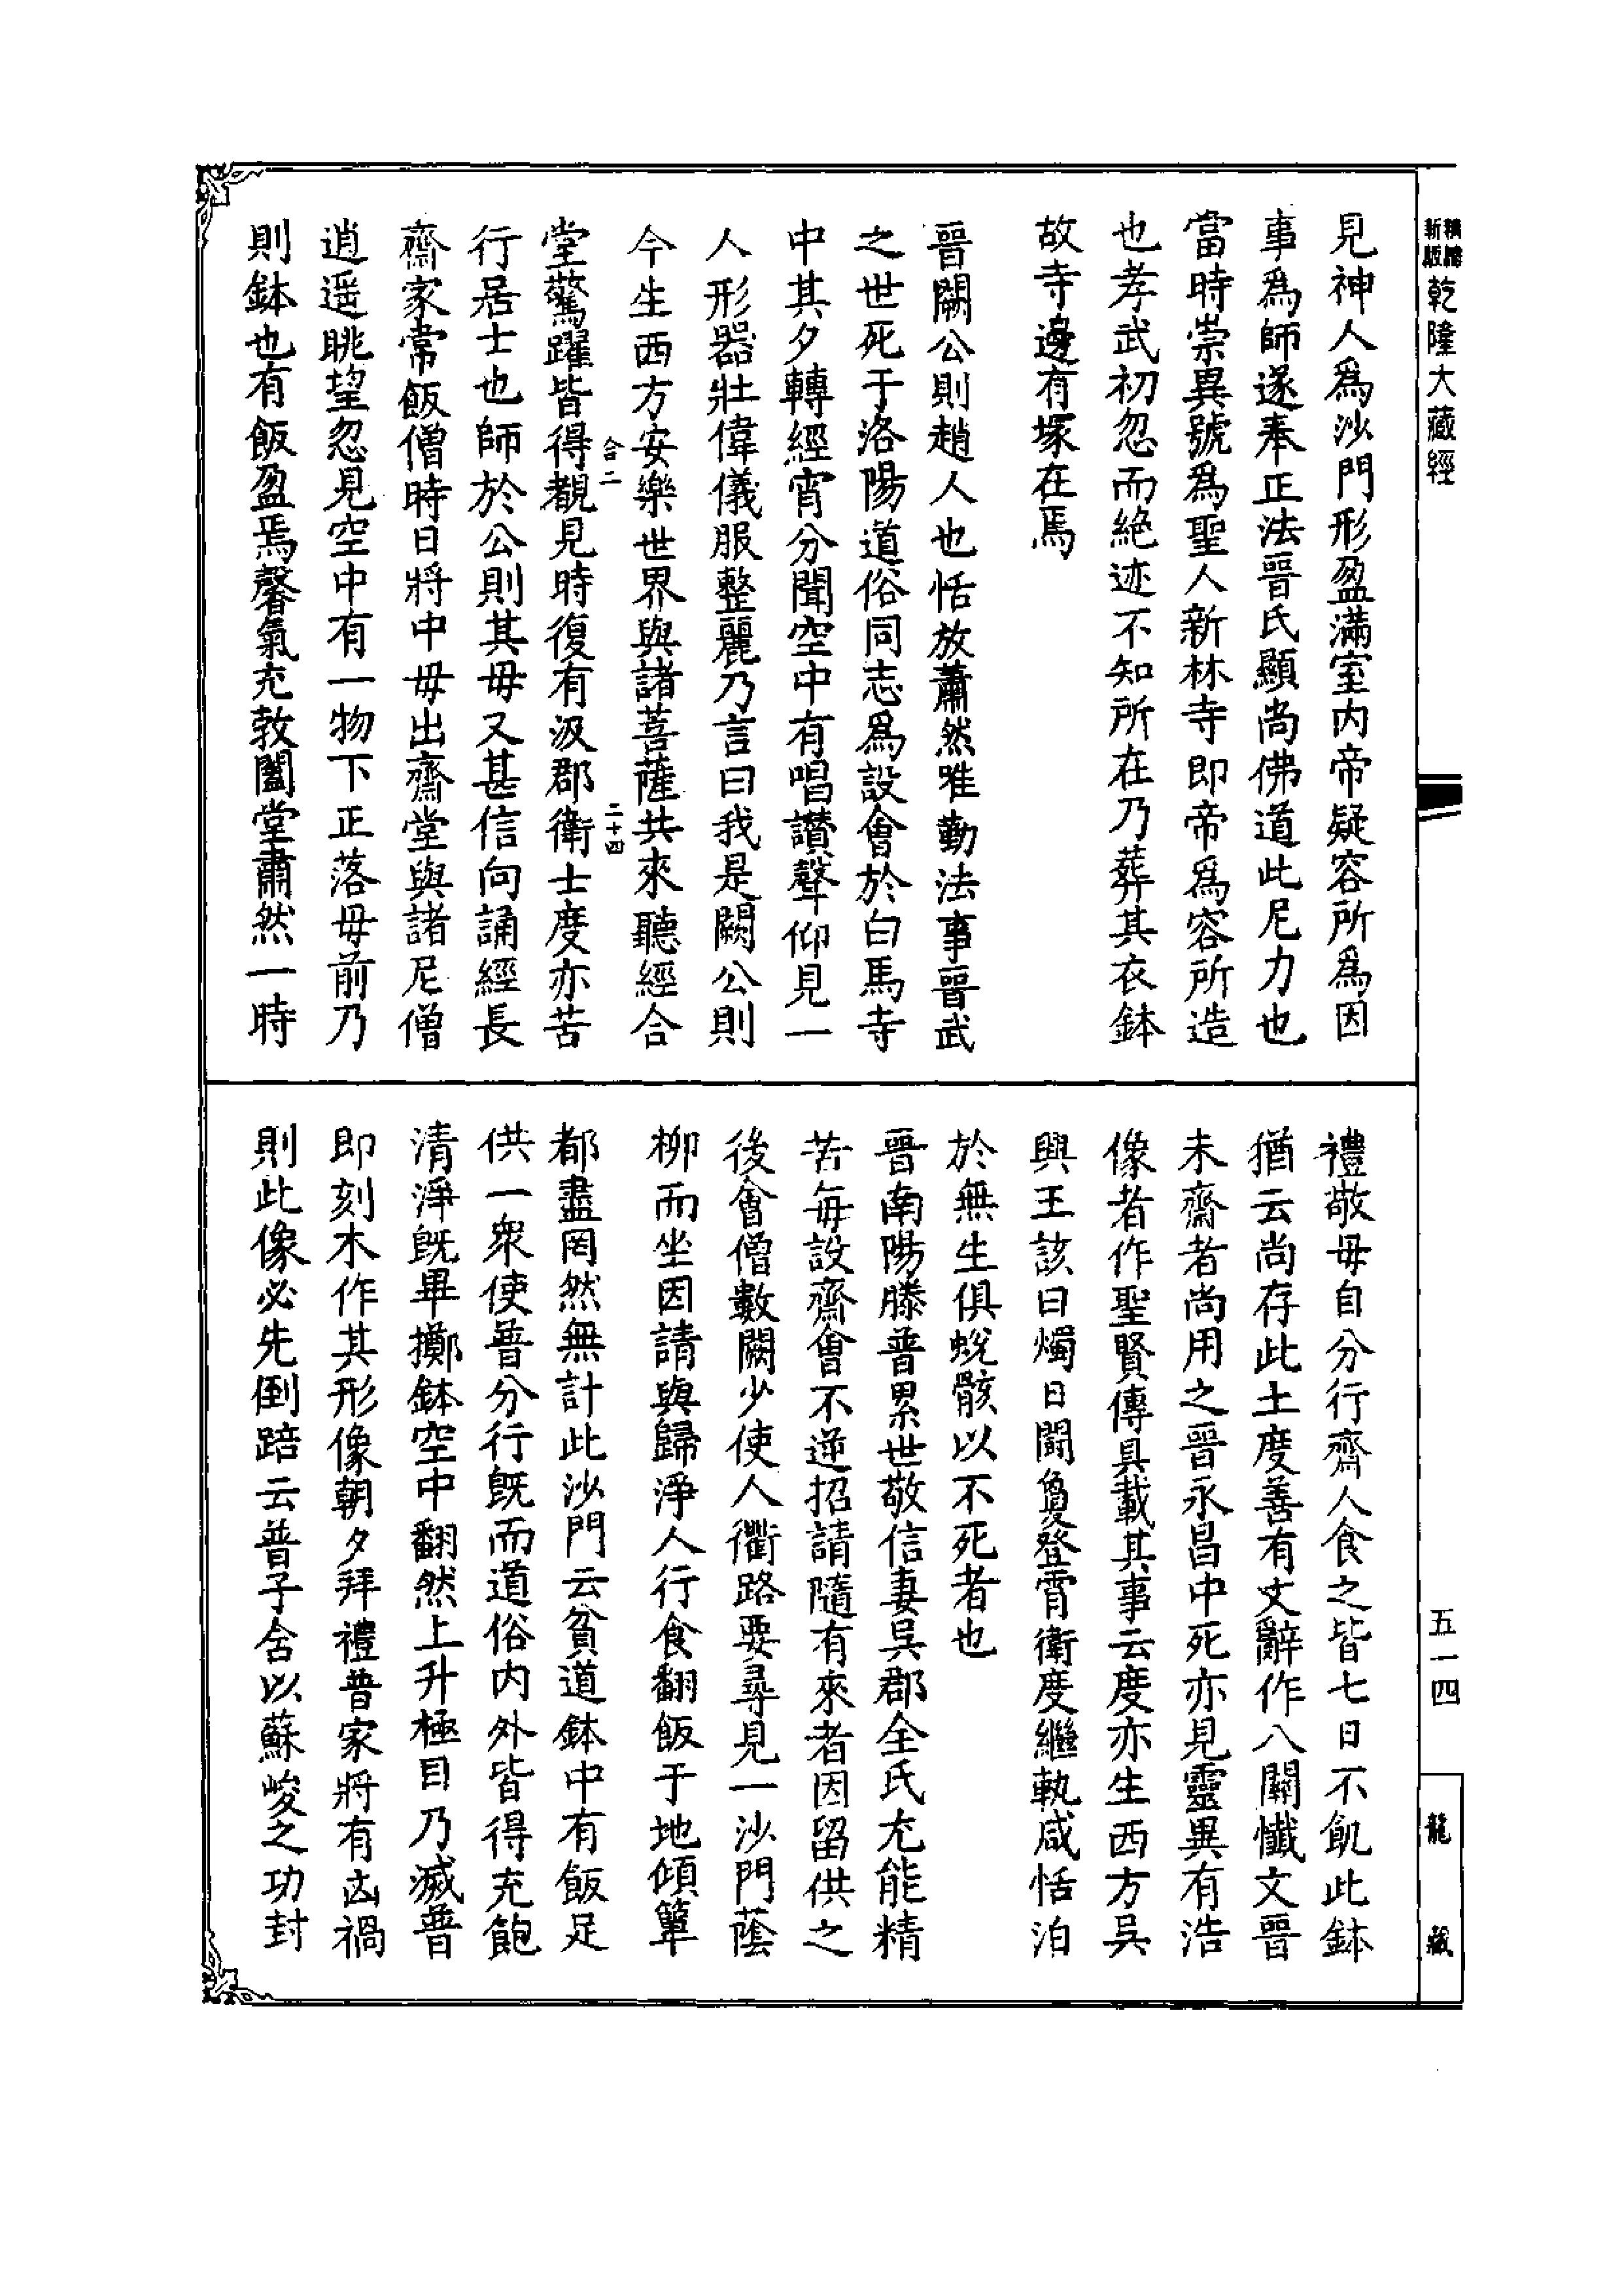 乾隆大藏經
見神人爲沙門形盈滿室内帝疑容所爲因
事爲師遂奉正法晉氏顯尚佛道此尼力也
當時崇異號爲聖人新林寺即帝爲容所造
也孝武初忽而絶迹不知所在乃葬其衣鉢
故寺邊有塚在焉
晉闕公則趙人也恬放蕭然唯勤法事晉武
之世死于洛陽道俗同志爲設會於白馬寺
中其夕轉經宵分聞空中有唱讚聲仰見一
人形器壯偉儀服整麗乃言曰我是闕公則
今生西方安樂世界與諸菩薩共來聽經合
合二
二十四
堂驚躍皆得覩見時復有汲郡衛士度亦苦
行居士也師於公則其母又甚信向誦經長
齋家常飯僧時日將中母出齋堂與諸尼僧
逍遥眺望忽見空中有一物下正落母前乃
則鉢也有飯盈焉馨氣充敦闔堂肅然一時
禮敬母自分行齊人食之皆七日不飢此鉢
猶云尚存此土度善有文辭作八關懺文晉
末齋者尚用之晉永昌中死亦見靈異有浩
像者作聖賢傳具載其事云度亦生西方吳
興王該日燭曰闕叟登霄衛度繼軌咸恬泊
於無生俱蛻骸以不死者也
晉南陽滕普累世敬信妻吳郡全氏尤能精
苦每設齋會不逆招請隨有來者因留供之
後會僧數闕少使人衢路要尋見一沙門蔭
柳而坐因請與歸淨人行食翻飯于地傾簞
都盡罔然無計此沙門云貧道鉢中有飯足
供一衆使普分行旣而道俗内外皆得充飽
清淨旣畢擲鉢空中翻然上升極目乃滅普
即刻木作其形像朝夕拜禮普家將有凶禍
則此像必先倒踣云普子含以蘇峻之功封
五一四
龍藏